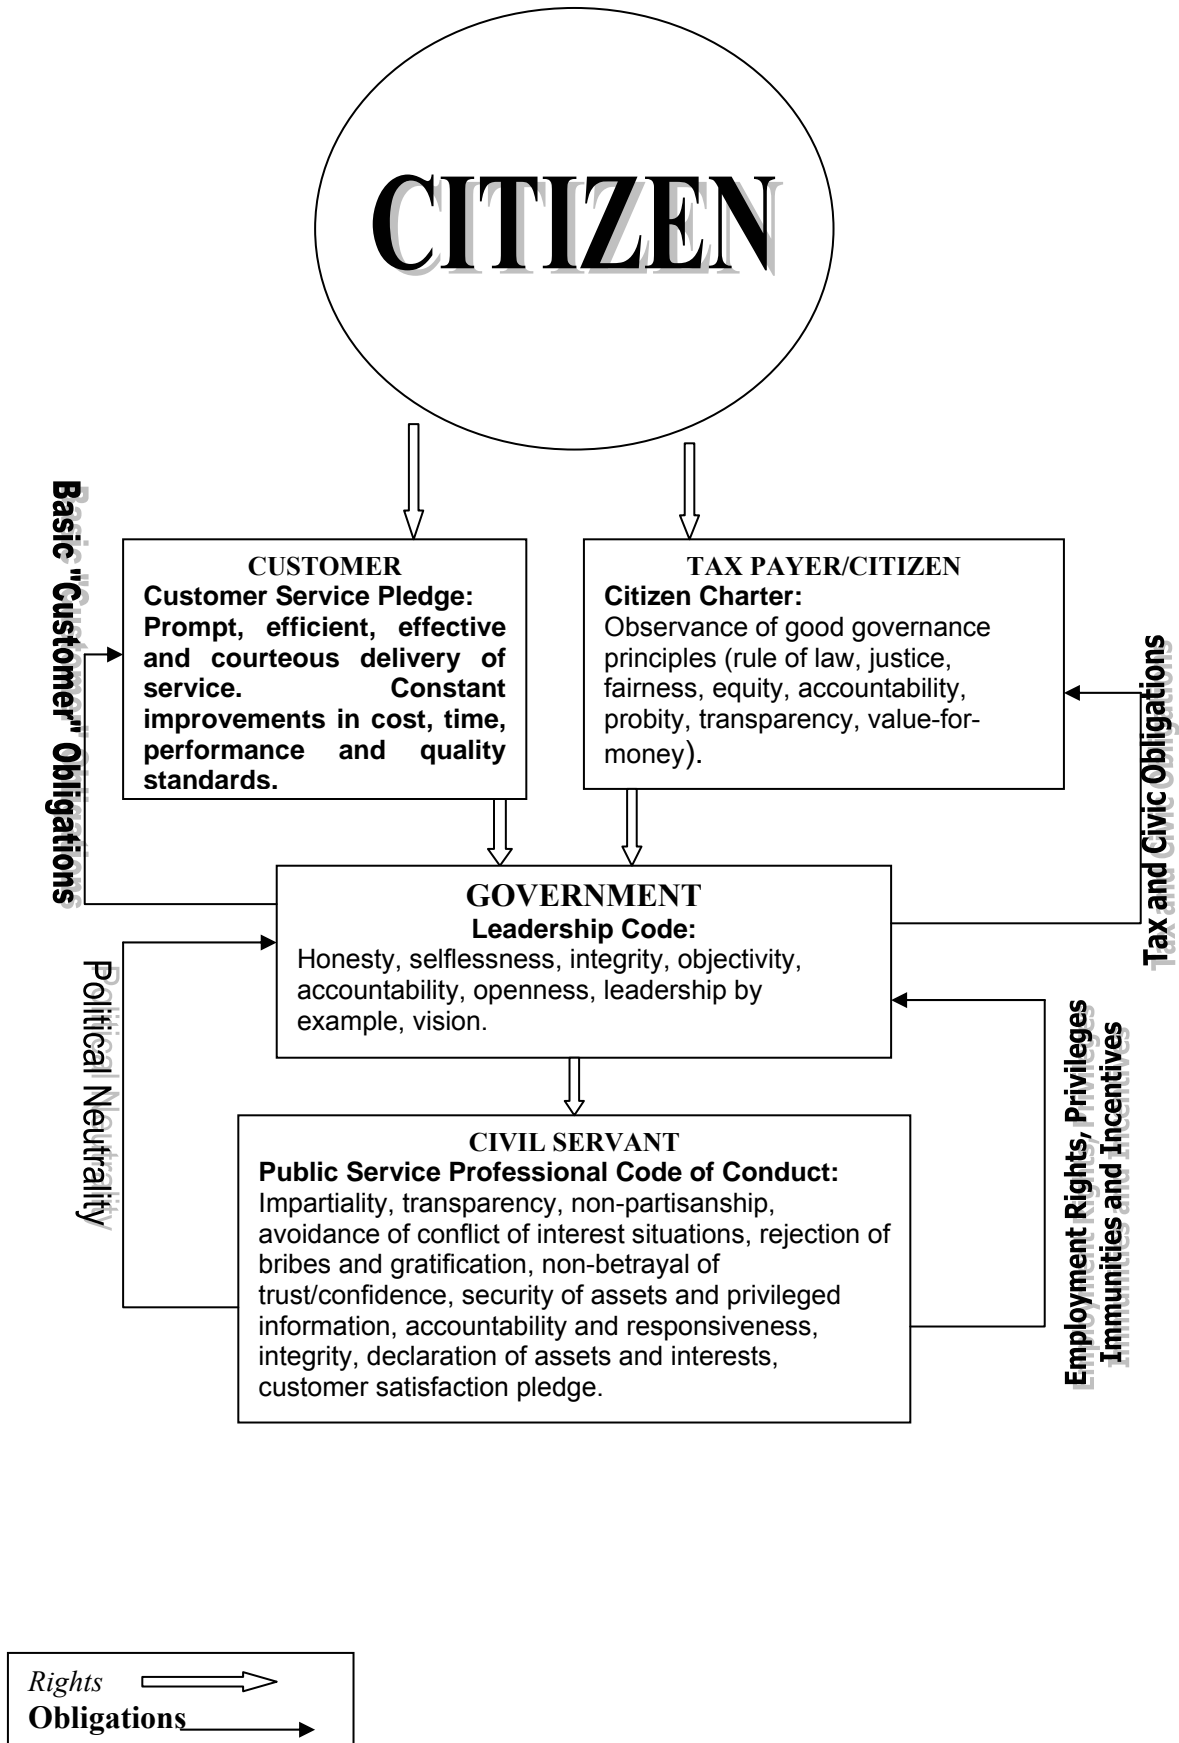 CITIZEN
Basic "Customer" Obligations
CUSTOMER
Customer Service Pledge:
Prompt, efficient, effective
and courteous delivery of
service. Constant
improvements in cost, time,
performance and quality
standards.
TAX PAYER/CITIZEN
Citizen Charter:
Observance of good governance
principles (rule of law, justice,
fairness, equity, accountability,
probity, transparency, value-for-
money).
Tax and Civic Obligations
GOVERNMENT
Leadership Code:
Honesty, selflessness, integrity, objectivity,
accountability, openness, leadership by
example, vision.
Political Neutrality
Employment Rights, Privileges
Immunities and Incentives
CIVIL SERVANT
Public Service Professional Code of Conduct:
Impartiality, transparency, non-partisanship,
avoidance of conflict of interest situations, rejection of
bribes and gratification, non-betrayal of
trust/confidence, security of assets and privileged
information, accountability and responsiveness,
integrity, declaration of assets and interests,
customer satisfaction pledge.
Rights
Obligations